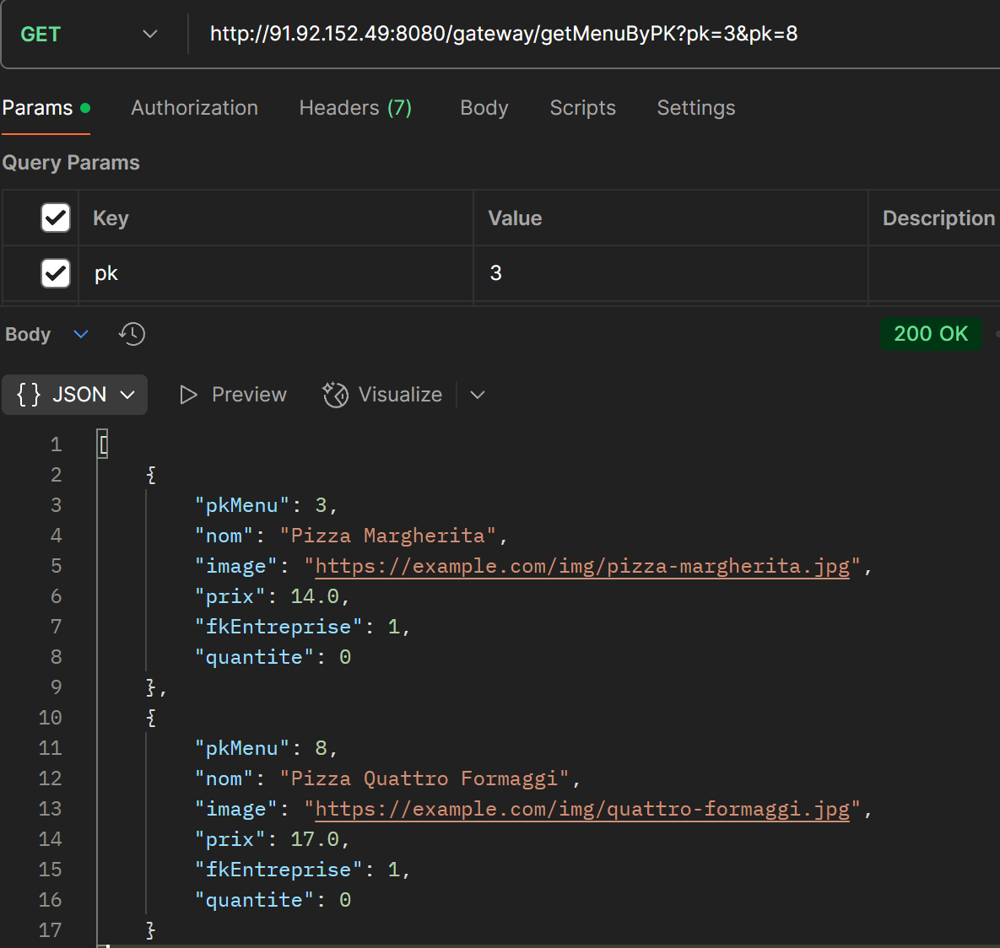 GET http://91.92.152.49:8080/gateway/getMenuByPK?pk=3&pk=8
Params Authorization Headers (7) Body Scripts Settings
Query Params
Key Value Description
pk 3
Body 200 OK
{ } JSON Preview Visualize
1 [
2 {
3 "pkMenu": 3,
4 "nom": "Pizza Margherita",
5 "image": "https://example.com/img/pizza-margherita.jpg",
6 "prix": 14.0,
7 "fkEntreprise": 1,
8 "quantite": 0
9 },
10 {
11 "pkMenu": 8,
12 "nom": "Pizza Quattro Formaggi",
13 "image": "https://example.com/img/quattro-formaggi.jpg",
14 "prix": 17.0,
15 "fkEntreprise": 1,
16 "quantite": 0
17 }